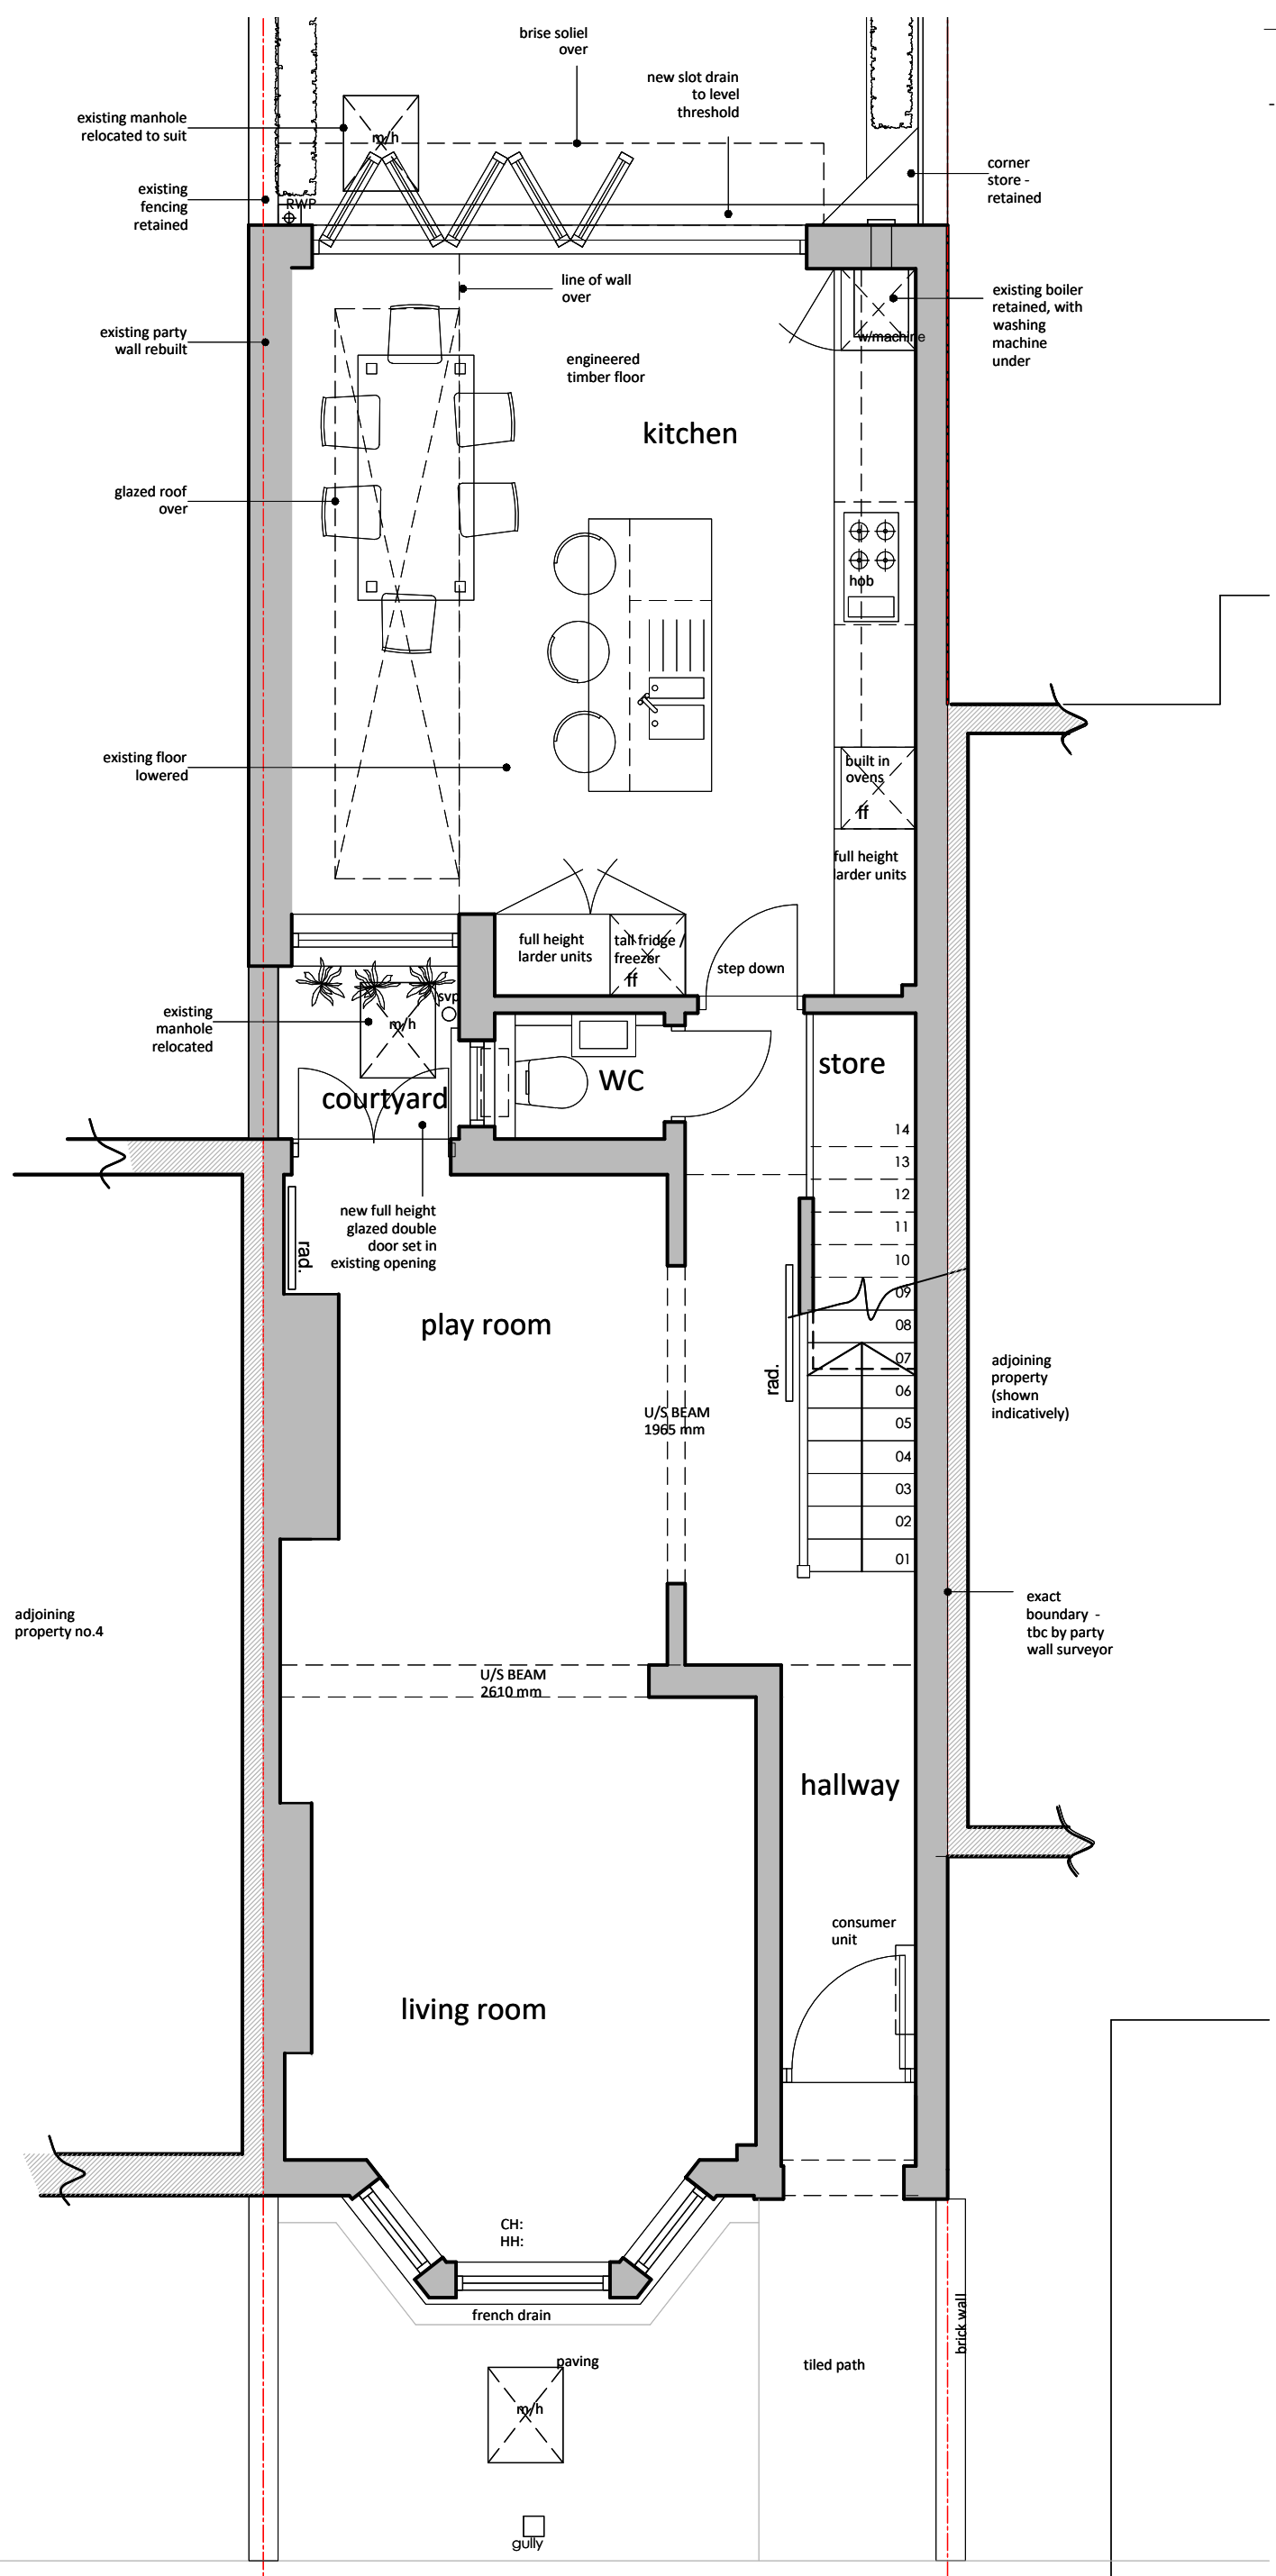 brise soliel
over
new slot drain
to level
threshold
existing manhole
relocated to suit
m/h
corner
store -
retained
existing
fencing
retained
RWP
line of wall
over
existing boiler
retained, with
washing
machine
under
w/machine
existing party
wall rebuilt
engineered
timber floor
kitchen
glazed roof
over
hob
existing floor
lowered
built in
ovens
ff
full height
larder units
full height
larder units
tall fridge /
freezer
ff
step down
svp
existing
manhole
relocated
m/h
courtyard
WC
store
14
13
12
11
10
09
08
07
06
05
04
03
02
01
new full height
glazed double
door set in
existing opening
rad.
play room
rad.
adjoining
property
(shown
indicatively)
U/S BEAM
1965 mm
exact
boundary -
tbc by party
wall surveyor
adjoining
property no.4
U/S BEAM
2610 mm
hallway
consumer
unit
living room
CH:
HH:
french drain
brick wall
paving
tiled path
m/h
gully